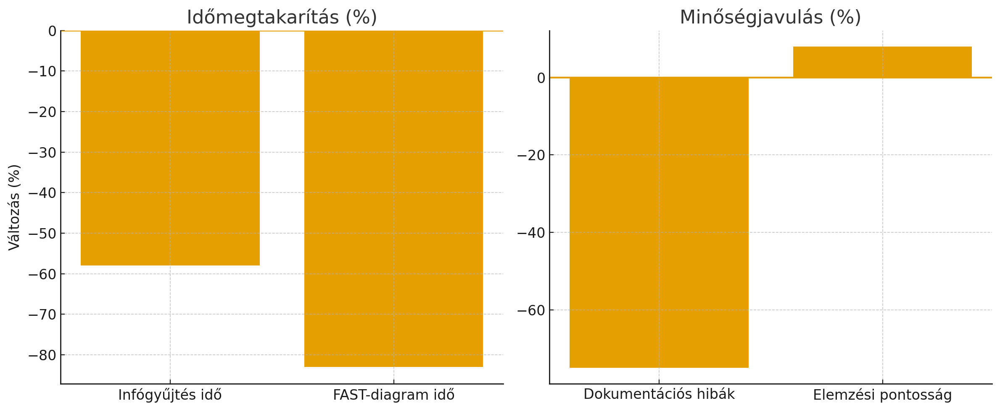 Időmegtakarítás (%)
0
−10
−20
−30
−40
−50
−60
−70
−80
Változás (%)
Infógyűjtés idő
FAST-diagram idő
Minőségjavulás (%)
0
−20
−40
−60
Dokumentációs hibák
Elemzési pontosság